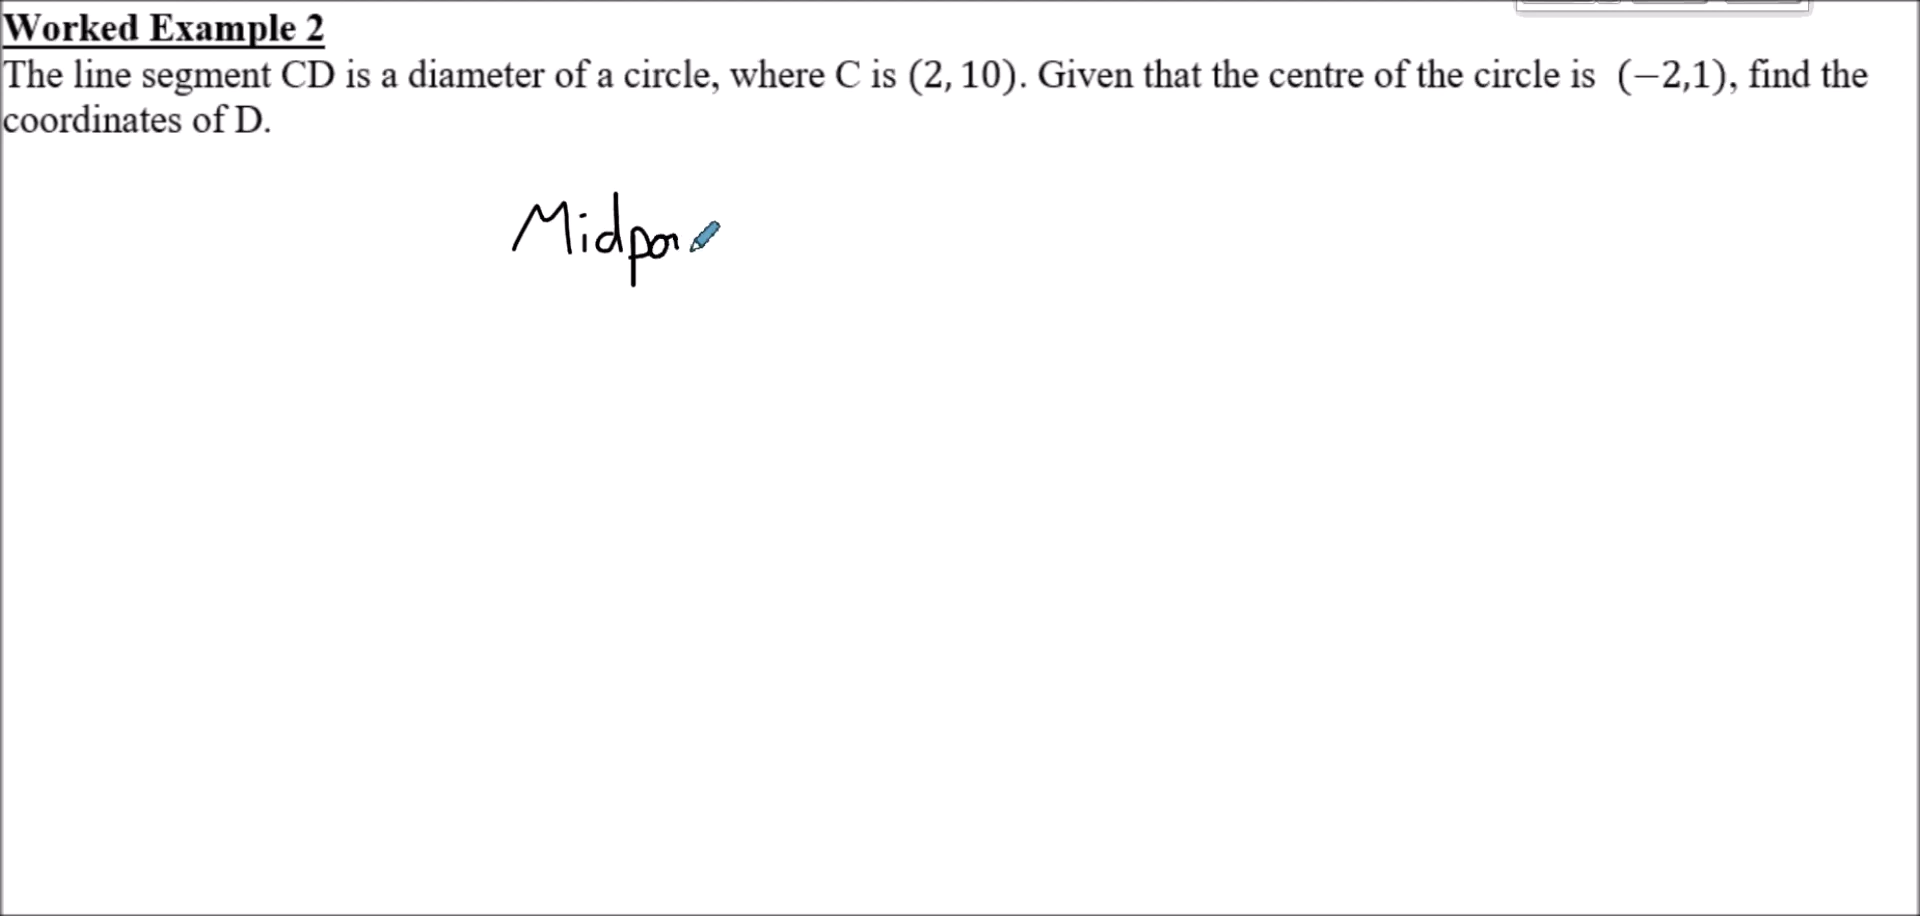 Worked Example 2
The line segment CD is a diameter of a circle, where C is (2, 10). Given that the centre of the circle is (−2,1), find the
coordinates of D.
Midpon